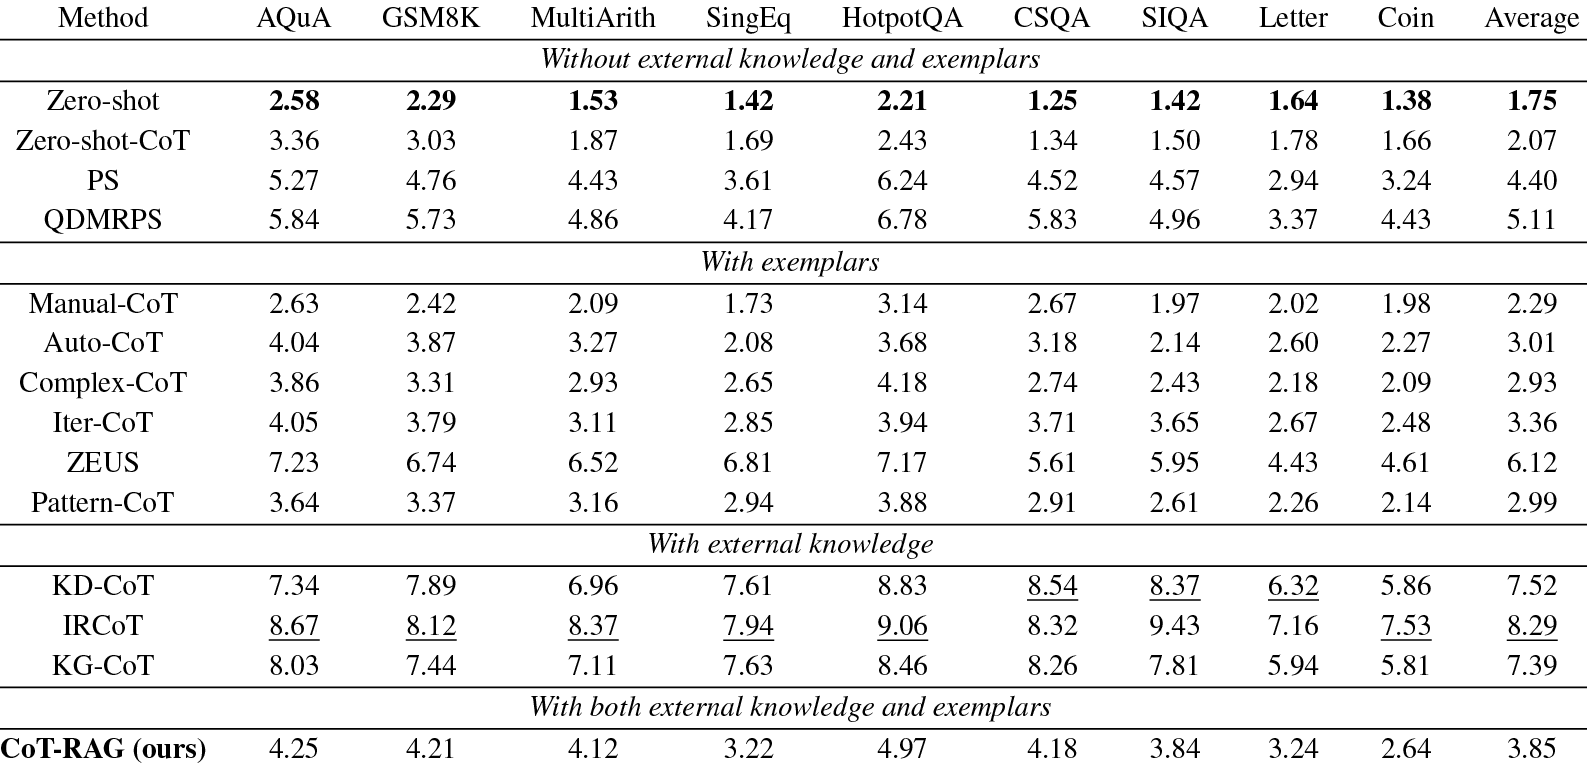 Method AQuA GSM8K MultiArith SingEq HotpotQA CSQA SIQA Letter Coin Average
Without external knowledge and exemplars
Zero-shot 2.58 2.29 1.53 1.42 2.21 1.25 1.42 1.64 1.38 1.75
Zero-shot-CoT 3.36 3.03 1.87 1.69 2.43 1.34 1.50 1.78 1.66 2.07
PS 5.27 4.76 4.43 3.61 6.24 4.52 4.57 2.94 3.24 4.40
QDMRPS 5.84 5.73 4.86 4.17 6.78 5.83 4.96 3.37 4.43 5.11
With exemplars
Manual-CoT 2.63 2.42 2.09 1.73 3.14 2.67 1.97 2.02 1.98 2.29
Auto-CoT 4.04 3.87 3.27 2.08 3.68 3.18 2.14 2.60 2.27 3.01
Complex-CoT 3.86 3.31 2.93 2.65 4.18 2.74 2.43 2.18 2.09 2.93
Iter-CoT 4.05 3.79 3.11 2.85 3.94 3.71 3.65 2.67 2.48 3.36
ZEUS 7.23 6.74 6.52 6.81 7.17 5.61 5.95 4.43 4.61 6.12
Pattern-CoT 3.64 3.37 3.16 2.94 3.88 2.91 2.61 2.26 2.14 2.99
With external knowledge
KD-CoT 7.34 7.89 6.96 7.61 8.83 8.54 8.37 6.32 5.86 7.52
IRCoT 8.67 8.12 8.37 7.94 9.06 8.32 9.43 7.16 7.53 8.29
KG-CoT 8.03 7.44 7.11 7.63 8.46 8.26 7.81 5.94 5.81 7.39
With both external knowledge and exemplars
CoT-RAG (ours) 4.25 4.21 4.12 3.22 4.97 4.18 3.84 3.24 2.64 3.85